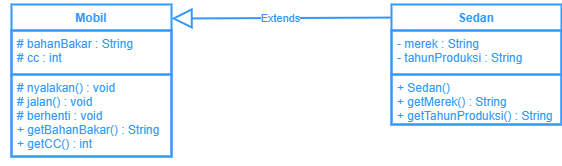 Mobil
# bahanBakar : String
# cc : int
# nyalakan() : void
# jalan() : void
# berhenti : void
+ getBahanBakar() : String
+ getCC() : int
Extends
Sedan
- merek : String
- tahunProduksi : String
+ Sedan()
+ getMerek() : String
+ getTahunProduksi() : String